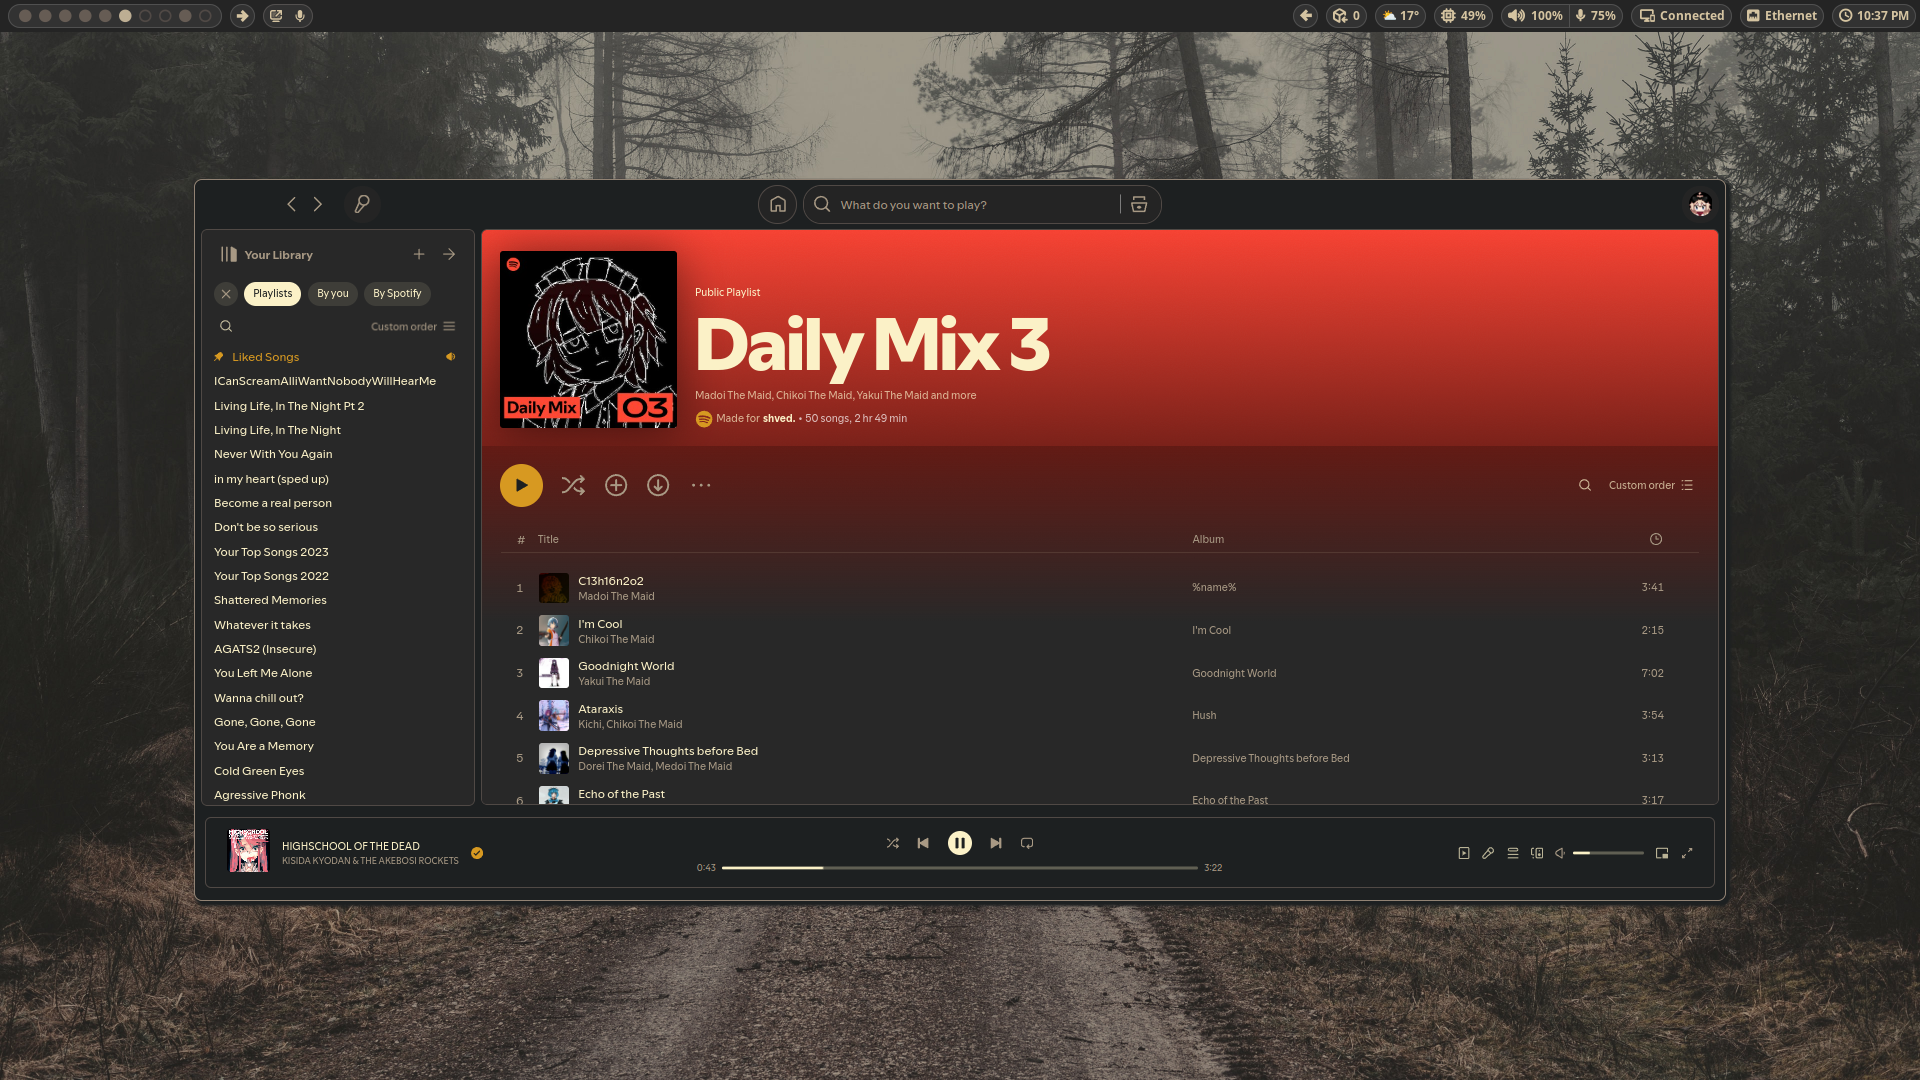 0
17°
49%
100%
75%
Connected
Ethernet
10:37 PM
What do you want to play?
Your Library
Playlists
By you
By Spotify
Custom order
Liked Songs
ICanScreamAlliWantNobodyWillHearMe
Living Life, In The Night Pt 2
Living Life, In The Night
Never With You Again
in my heart (sped up)
Become a real person
Don't be so serious
Your Top Songs 2023
Your Top Songs 2022
Shattered Memories
Whatever it takes
AGATS2 (Insecure)
You Left Me Alone
Wanna chill out?
Gone, Gone, Gone
You Are a Memory
Cold Green Eyes
Agressive Phonk
Daily Mix
03
Public Playlist
Daily Mix 3
Madoi The Maid, Chikoi The Maid, Yakui The Maid and more
Made for shved. • 50 songs, 2 hr 49 min
Custom order
# Title Album
1 C13h16n2o2 %name% 3:41
Madoi The Maid
2 I'm Cool I'm Cool 2:15
Chikoi The Maid
3 Goodnight World Goodnight World 7:02
Yakui The Maid
4 Ataraxis Hush 3:54
Kichi, Chikoi The Maid
5 Depressive Thoughts before Bed Depressive Thoughts before Bed 3:13
Dorei The Maid, Medoi The Maid
6 Echo of the Past Echo of the Past 3:17
HIGHSCHOOL
HIGHSCHOOL OF THE DEAD
KISIDA KYODAN & THE AKEBOSI ROCKETS
0:43
3:22